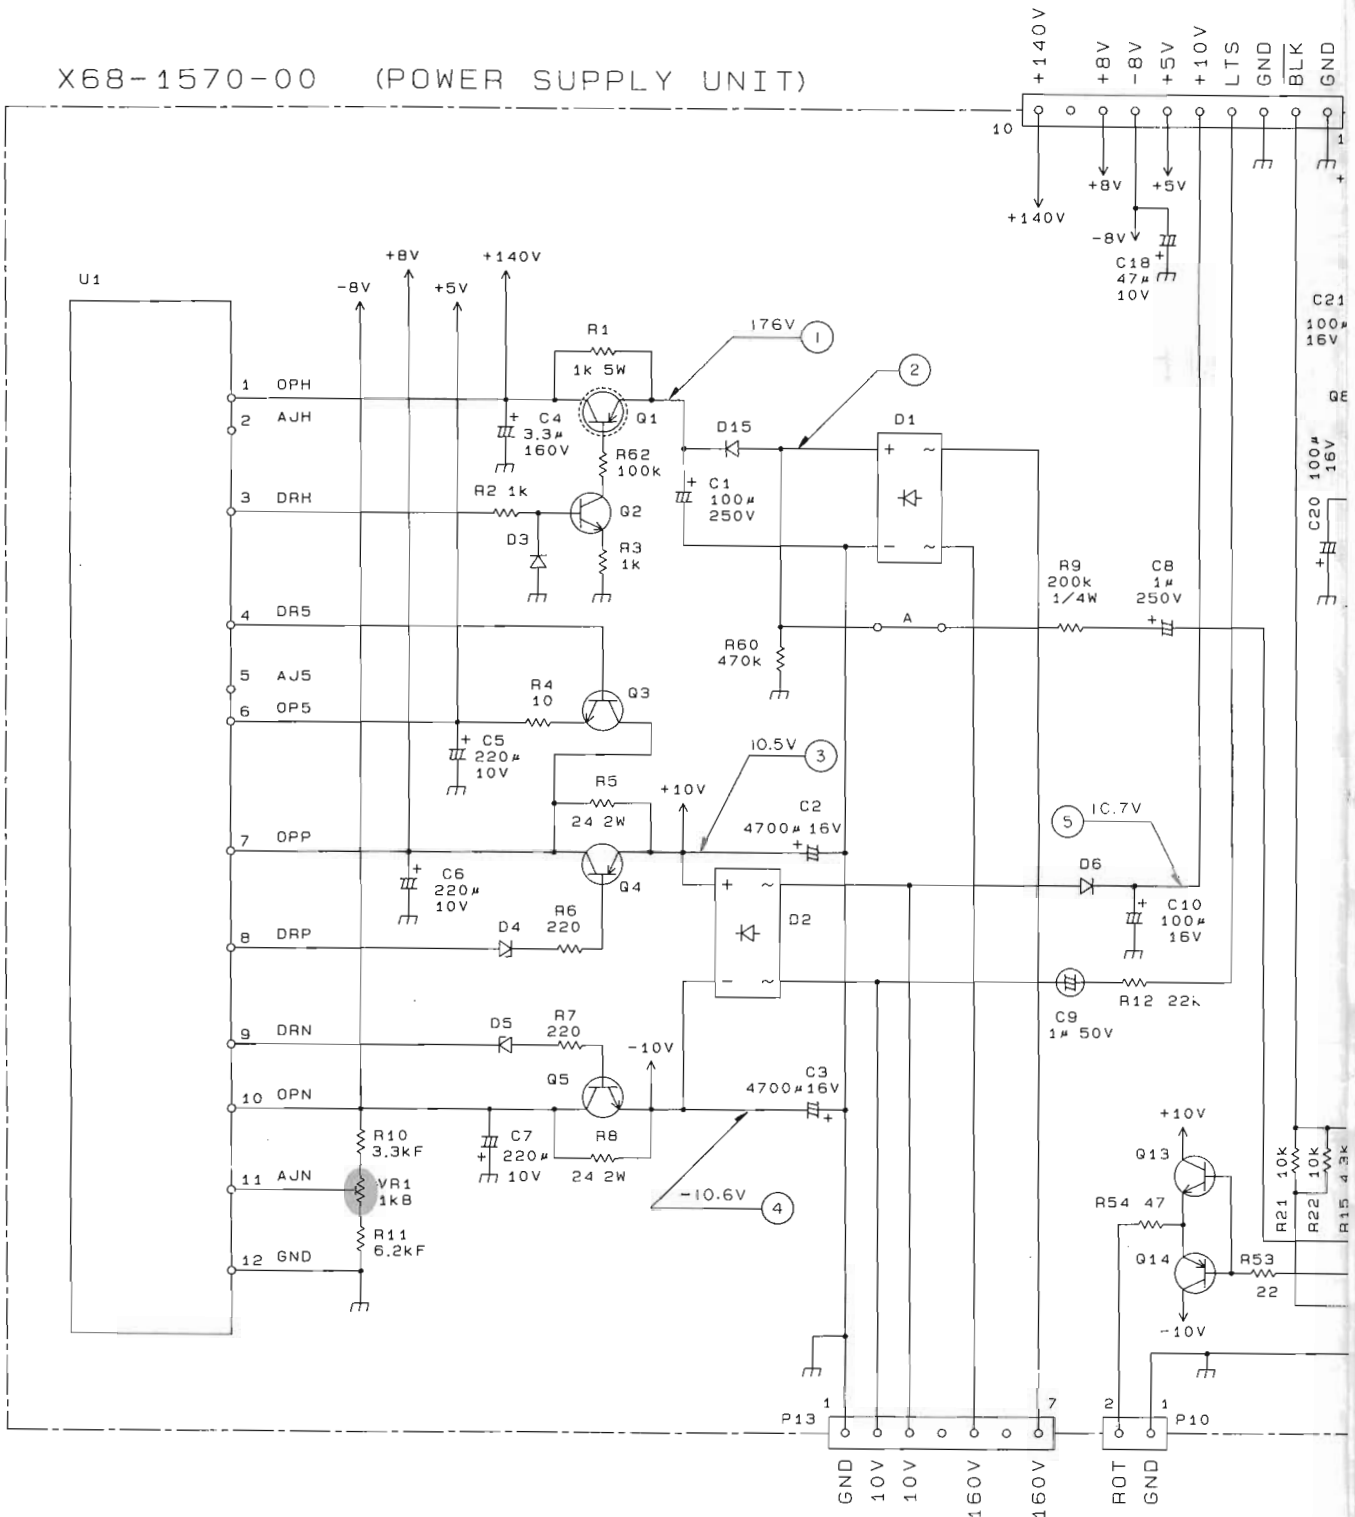 X68-1570-00 (POWER SUPPLY UNIT)
+140V
+8V
-8V
+5V
+10V
LTS
GND
BLK
GND
10
1
+140V
+8V
-8V
+5V
C18
47μ
10V
+
C21
100μ
16V
C20 100μ
16V
+
U1
-8V
+8V
+5V
+140V
1 OPH
2 AJH
3 DRH
4 DR5
5 AJ5
6 OP5
7 OPP
8 DRP
9 DRN
10 OPN
11 AJN
12 GND
R1
1k 5W
Q1
176V
1
2
+ C4
3.3μ
160V
R62
100k
R2 1k
Q2
D3
R3
1k
D15
+ C1
100μ
250V
D1
+ ~
- ~
R9
200k
1/4W
C8
1μ
250V
+
A
R60
470k
R4
10
Q3
+ C5
220μ
10V
R5
24 2W
+10V
10.5V
3
C2
4700μ 16V
+
Q4
+ C6
220μ
10V
D4
R6
220
D2
+ ~
- ~
5
10.7V
D6
+ C10
100μ
16V
C9
1μ 50V
R12 22k
D5
R7
220
Q5
-10V
C3
4700μ 16V
+
R10
3.3kF
VR1
1kB
R11
6.2kF
C7
+ 220μ
10V
R8
24 2W
-10.6V
4
+10V
Q13
R54 47
Q14
R53
22
-10V
R21 10k
R22 10k
R15 4.3k
P13
1
7
GND
10V
10V
160V
160V
2
1
P10
ROT
GND